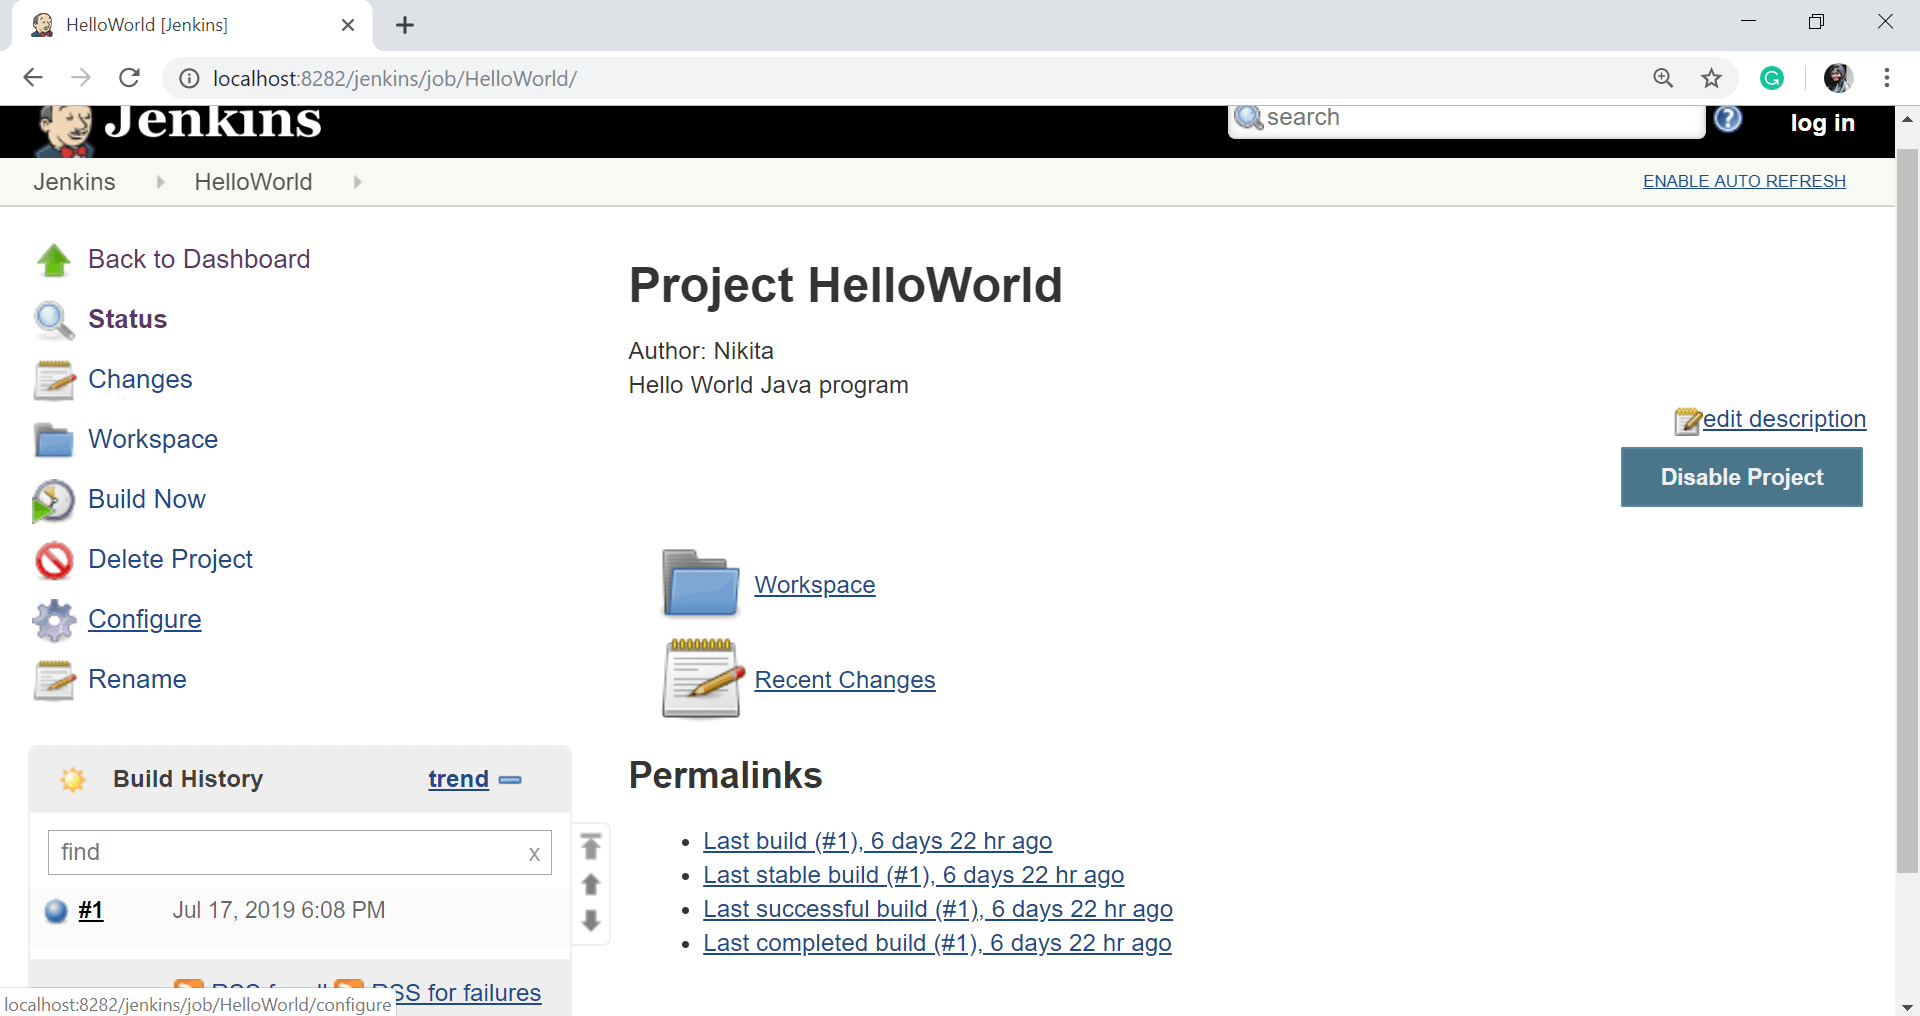 HelloWorld [Jenkins]
localhost:8282/jenkins/job/HelloWorld/
Jenkins
search
log in
Jenkins HelloWorld
ENABLE AUTO REFRESH
Back to Dashboard
Status
Changes
Workspace
Build Now
Delete Project
Configure
Rename
Project HelloWorld
Author: Nikita
Hello World Java program
edit description
Disable Project
Workspace
Recent Changes
Build History trend
find x
#1 Jul 17, 2019 6:08 PM
RSS for all RSS for failures
Permalinks
Last build (#1), 6 days 22 hr ago
Last stable build (#1), 6 days 22 hr ago
Last successful build (#1), 6 days 22 hr ago
Last completed build (#1), 6 days 22 hr ago
localhost:8282/jenkins/job/HelloWorld/configure